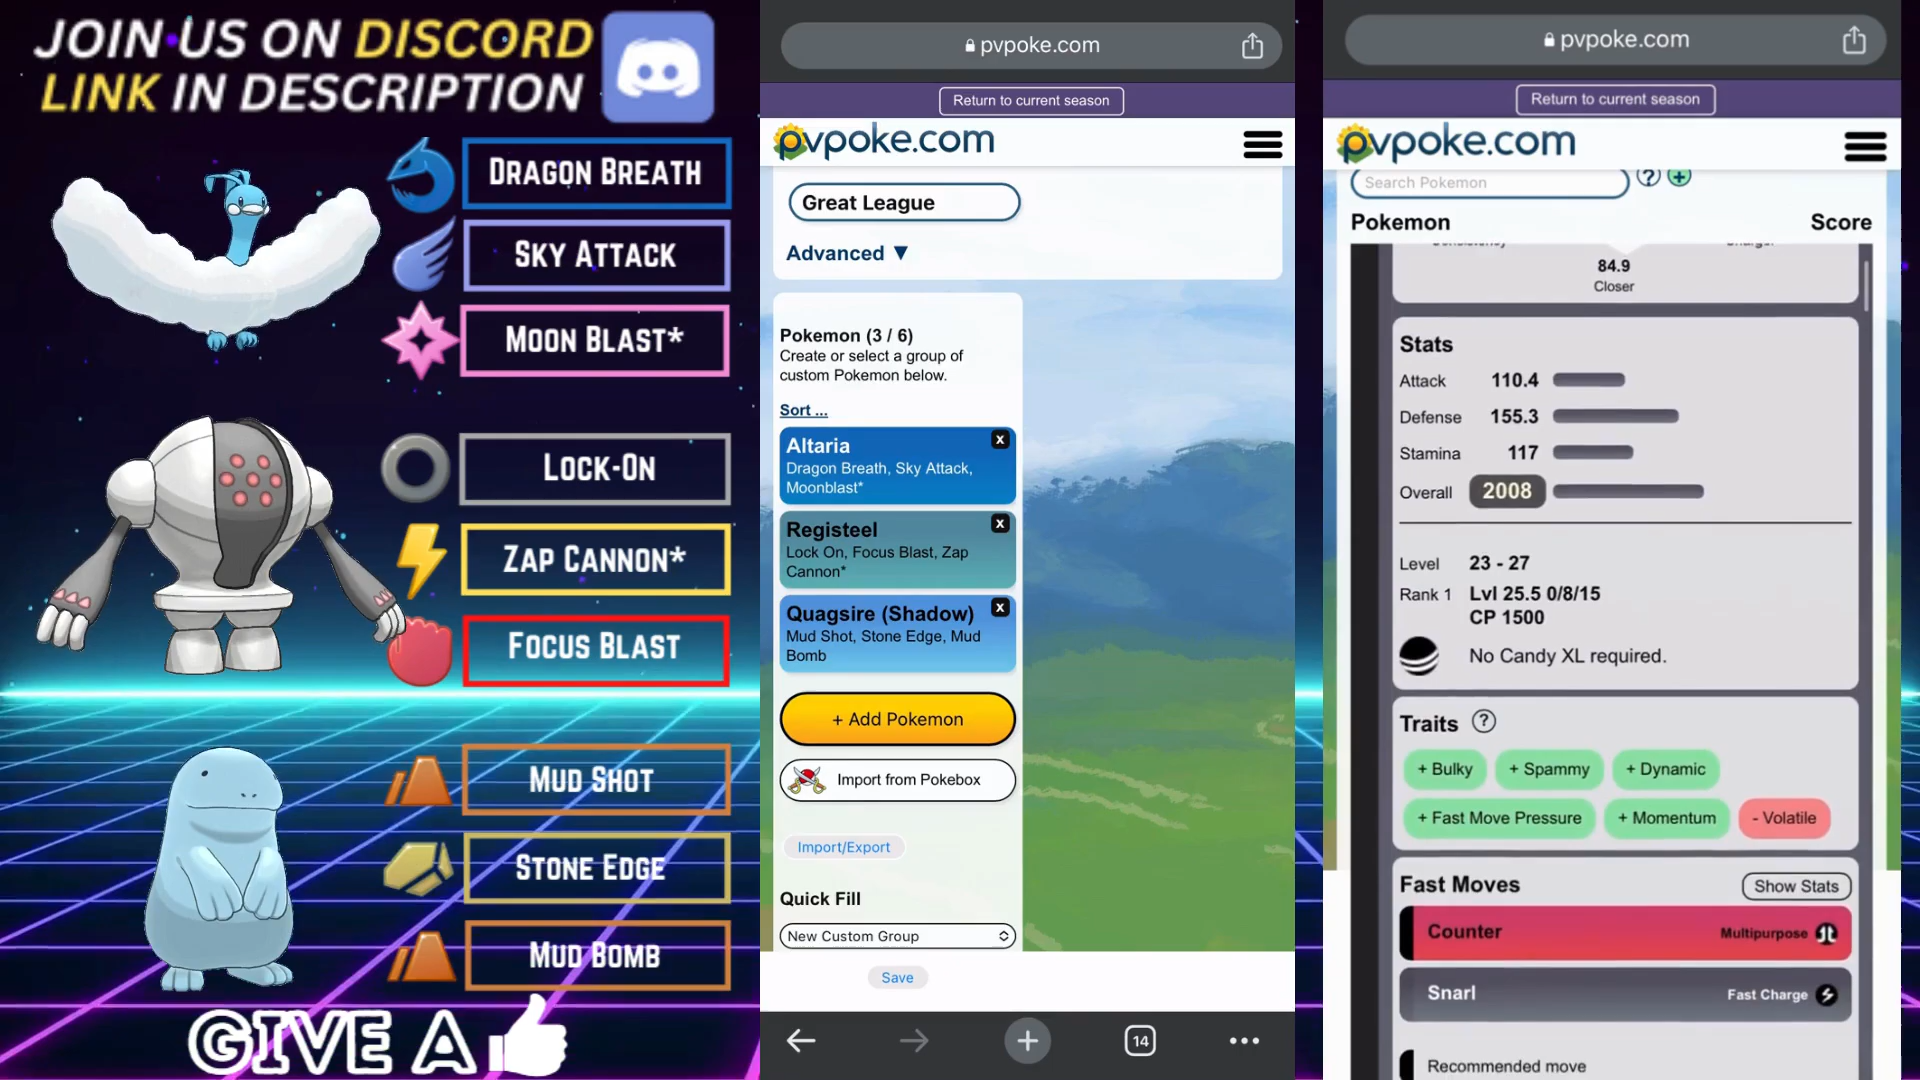 JOIN US ON DISCORD
LINK IN DESCRIPTION
DRAGON BREATH
SKY ATTACK
MOON BLAST*
LOCK-ON
ZAP CANNON*
FOCUS BLAST
MUD SHOT
STONE EDGE
MUD BOMB
GIVE A
pvpoke.com
Return to current season
pvpoke.com
Great League
Advanced ▼
Pokemon (3 / 6)
Create or select a group of
custom Pokemon below.
Sort ...
Altaria
x
Dragon Breath, Sky Attack,
Moonblast*
Registeel
x
Lock On, Focus Blast, Zap
Cannon*
Quagsire (Shadow)
x
Mud Shot, Stone Edge, Mud
Bomb
+ Add Pokemon
Import from Pokebox
Import/Export
Quick Fill
New Custom Group
Save
14
pvpoke.com
Return to current season
pvpoke.com
Search Pokemon
?
+
Pokemon Score
Consistency Charger
84.9
Closer
Stats
Attack 110.4
Defense 155.3
Stamina 117
Overall 2008
Level 23 - 27
Rank 1 Lvl 25.5 0/8/15
CP 1500
No Candy XL required.
Traits ?
+ Bulky + Spammy + Dynamic
+ Fast Move Pressure + Momentum - Volatile
Fast Moves Show Stats
Counter Multipurpose
Snarl Fast Charge
Recommended move